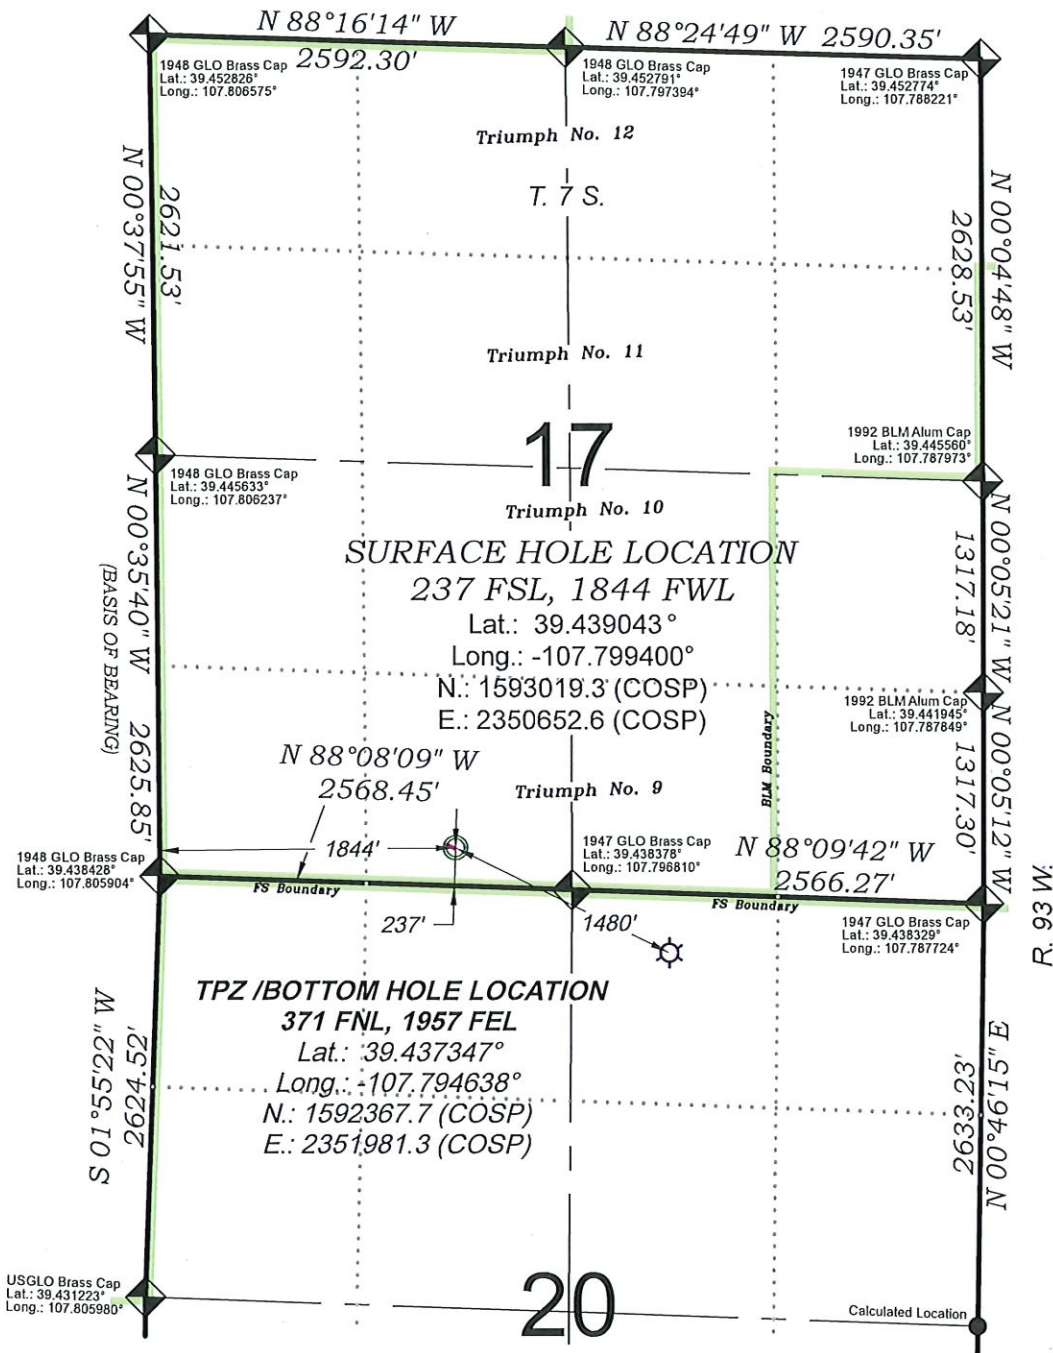 N 88°16'14" W
2592.30'
N 88°24'49" W 2590.35'
1948 GLO Brass Cap
Lat.: 39.452826°
Long.: 107.806575°
1948 GLO Brass Cap
Lat.: 39.452791°
Long.: 107.797394°
1947 GLO Brass Cap
Lat.: 39.452774°
Long.: 107.788221°
Triumph No. 12
T. 7 S.
N 00°37'55" W
2621.53'
N 00°04'48" W
2628.53'
Triumph No. 11
17
1992 BLM Alum Cap
Lat.: 39.445560°
Long.: 107.787973°
1948 GLO Brass Cap
Lat.: 39.445633°
Long.: 107.806237°
Triumph No. 10
SURFACE HOLE LOCATION
237 FSL, 1844 FWL
Lat.: 39.439043°
Long.: -107.799400°
N.: 1593019.3 (COSP)
E.: 2350652.6 (COSP)
N 00°35'40" W
2625.85'
(BASIS OF BEARING)
N 00°05'21" W
1317.18'
1992 BLM Alum Cap
Lat.: 39.441945°
Long.: 107.787849°
N 00°05'12" W
1317.30'
BLM Boundary
N 88°08'09" W
2568.45'
Triumph No. 9
1844'
1948 GLO Brass Cap
Lat.: 39.438428°
Long.: 107.805904°
1947 GLO Brass Cap
Lat.: 39.438378°
Long.: 107.796810°
N 88°09'42" W
2566.27'
FS Boundary
FS Boundary
237'
1480'
1947 GLO Brass Cap
Lat.: 39.438329°
Long.: 107.787724°
R. 93 W.
TPZ /BOTTOM HOLE LOCATION
371 FNL, 1957 FEL
Lat.: 39.437347°
Long.: -107.794638°
N.: 1592367.7 (COSP)
E.: 2351981.3 (COSP)
S 01°55'22" W
2624.52'
2633.23'
N 00°46'15" E
USGLO Brass Cap
Lat.: 39.431223°
Long.: 107.805980°
20
Calculated Location